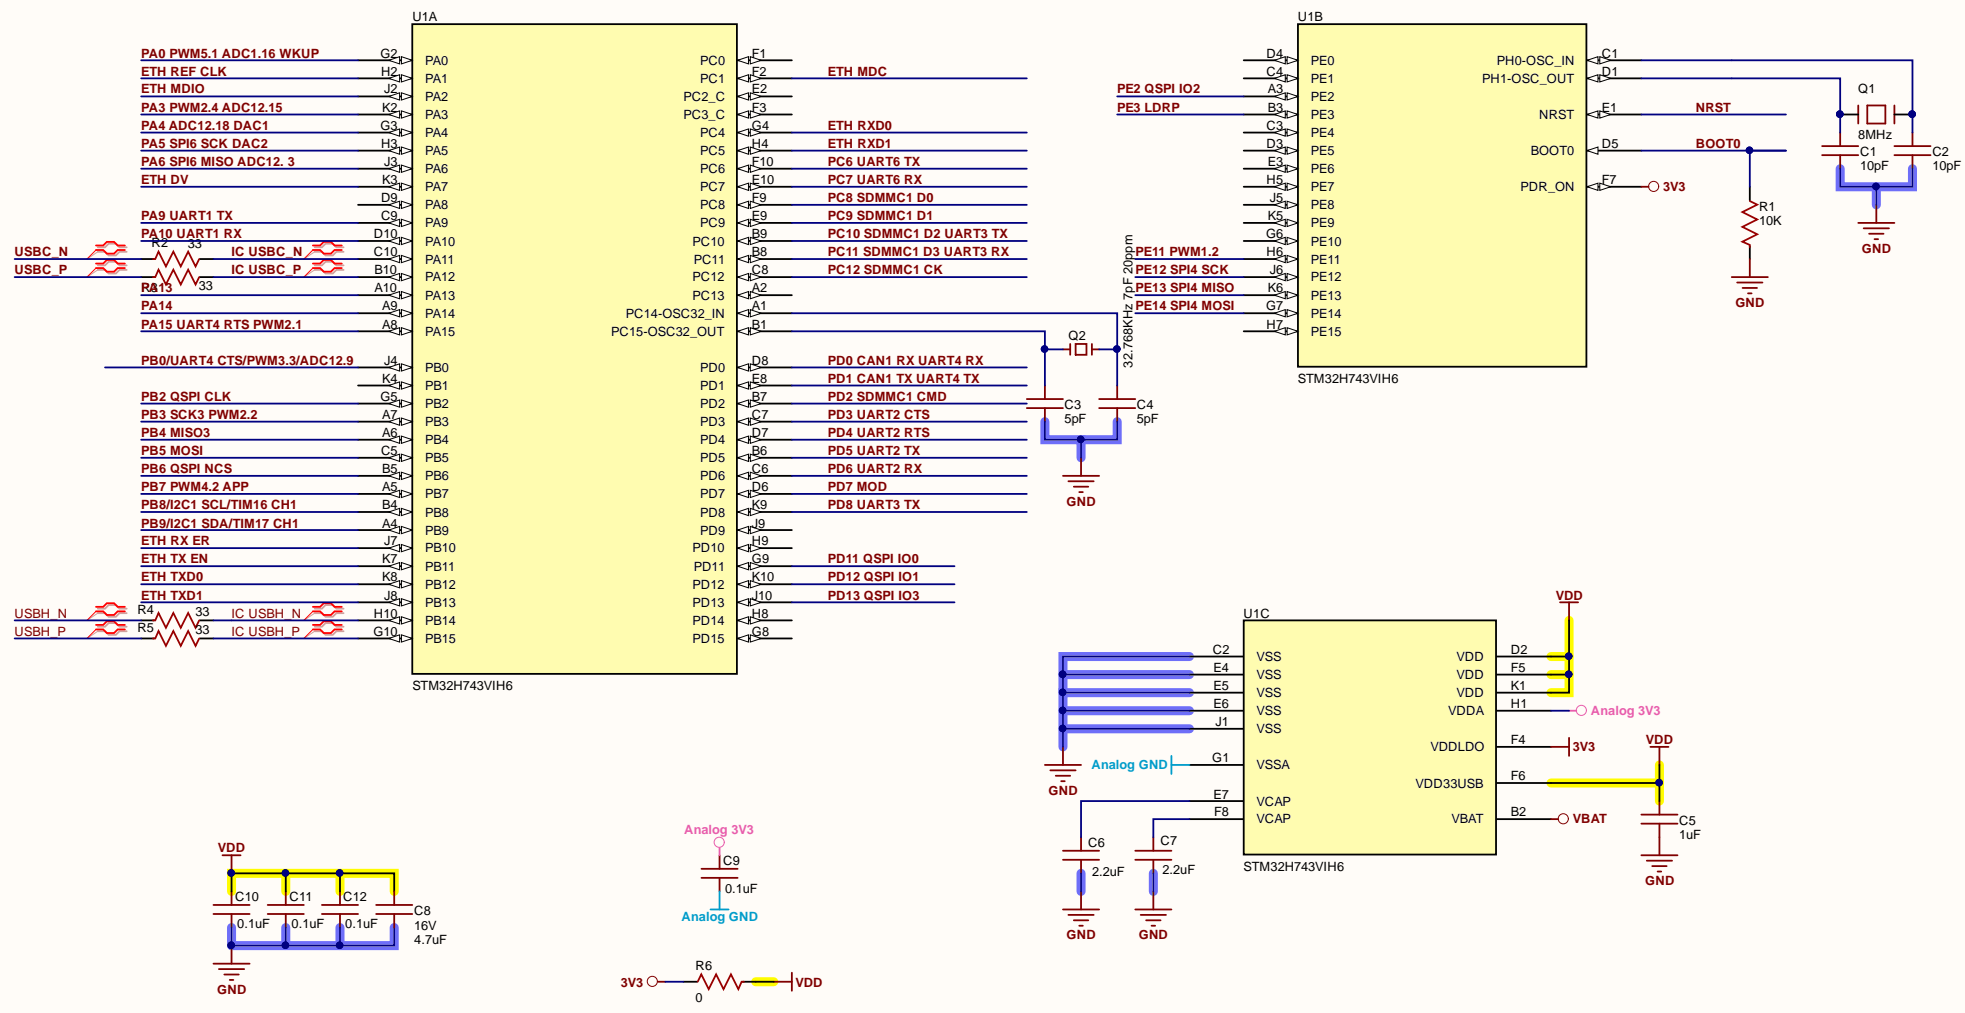 U1A
PA0 PWM5.1 ADC1.16 WKUP G2 PA0
ETH REF CLK H2 PA1
ETH MDIO J2 PA2
PA3 PWM2.4 ADC12.15 K2 PA3
PA4 ADC12.18 DAC1 G3 PA4
PA5 SPI6 SCK DAC2 H3 PA5
PA6 SPI6 MISO ADC12. 3 J3 PA6
ETH DV K3 PA7
D9 PA8
PA9 UART1 TX C9 PA9
PA10 UART1 RX D10 PA10
USBC_N R2 33 IC USBC_N C10 PA11
USBC_P 33 IC USBC_P B10 PA12
PA13 A10 PA13
PA14 A9 PA14
PA15 UART4 RTS PWM2.1 A8 PA15
PB0/UART4 CTS/PWM3.3/ADC12.9 J4 PB0
K4 PB1
PB2 QSPI CLK G5 PB2
PB3 SCK3 PWM2.2 A7 PB3
PB4 MISO3 A6 PB4
PB5 MOSI C5 PB5
PB6 QSPI NCS B5 PB6
PB7 PWM4.2 APP A5 PB7
PB8/I2C1 SCL/TIM16 CH1 B4 PB8
PB9/I2C1 SDA/TIM17 CH1 A4 PB9
ETH RX ER J7 PB10
ETH TX EN K7 PB11
ETH TXD0 K8 PB12
ETH TXD1 J8 PB13
USBH_N R4 33 IC USBH_N H10 PB14
USBH_P R5 33 IC USBH_P G10 PB15
PC0 F1
PC1 F2 ETH MDC
PC2_C E2
PC3_C F3
PC4 G4 ETH RXD0
PC5 H4 ETH RXD1
PC6 F10 PC6 UART6 TX
PC7 E10 PC7 UART6 RX
PC8 F9 PC8 SDMMC1 D0
PC9 E9 PC9 SDMMC1 D1
PC10 B9 PC10 SDMMC1 D2 UART3 TX
PC11 B8 PC11 SDMMC1 D3 UART3 RX
PC12 C8 PC12 SDMMC1 CK
PC13 A2
PC14-OSC32_IN A1
PC15-OSC32_OUT B1
PD0 D8 PD0 CAN1 RX UART4 RX
PD1 E8 PD1 CAN1 TX UART4 TX
PD2 B7 PD2 SDMMC1 CMD
PD3 C7 PD3 UART2 CTS
PD4 D7 PD4 UART2 RTS
PD5 B6 PD5 UART2 TX
PD6 C6 PD6 UART2 RX
PD7 D6 PD7 MOD
PD8 K9 PD8 UART3 TX
PD9 J9
PD10 H9
PD11 G9 PD11 QSPI IO0
PD12 K10 PD12 QSPI IO1
PD13 J10 PD13 QSPI IO3
PD14 H8
PD15 G8
STM32H743VIH6
Q2
32.768KHz 7pF 20ppm
C3
5pF
C4
5pF
GND
U1B
D4 PE0
C4 PE1
PE2 QSPI IO2 A3 PE2
PE3 LDRP B3 PE3
C3 PE4
D3 PE5
E3 PE6
H5 PE7
J5 PE8
K5 PE9
G6 PE10
PE11 PWM1.2 H6 PE11
PE12 SPI4 SCK J6 PE12
PE13 SPI4 MISO K6 PE13
PE14 SPI4 MOSI G7 PE14
H7 PE15
PH0-OSC_IN C1
PH1-OSC_OUT D1
NRST E1 NRST
BOOT0 D5 BOOT0
PDR_ON F7 3V3
STM32H743VIH6
Q1
8MHz
C1
10pF
C2
10pF
GND
R1
10K
GND
U1C
C2 VSS
E4 VSS
E5 VSS
E6 VSS
J1 VSS
Analog GND G1 VSSA
E7 VCAP
F8 VCAP
GND
VDD
VDD D2
VDD F5
VDD K1
VDDA H1 Analog 3V3
VDDLDO F4 3V3
VDD33USB F6
VBAT B2 VBAT
STM32H743VIH6
VDD
C5
1uF
GND
C6
2.2uF
GND
C7
2.2uF
GND
VDD
C10
0.1uF
C11
0.1uF
C12
0.1uF
C8
16V
4.7uF
GND
Analog 3V3
C9
0.1uF
Analog GND
3V3 R6 VDD
0